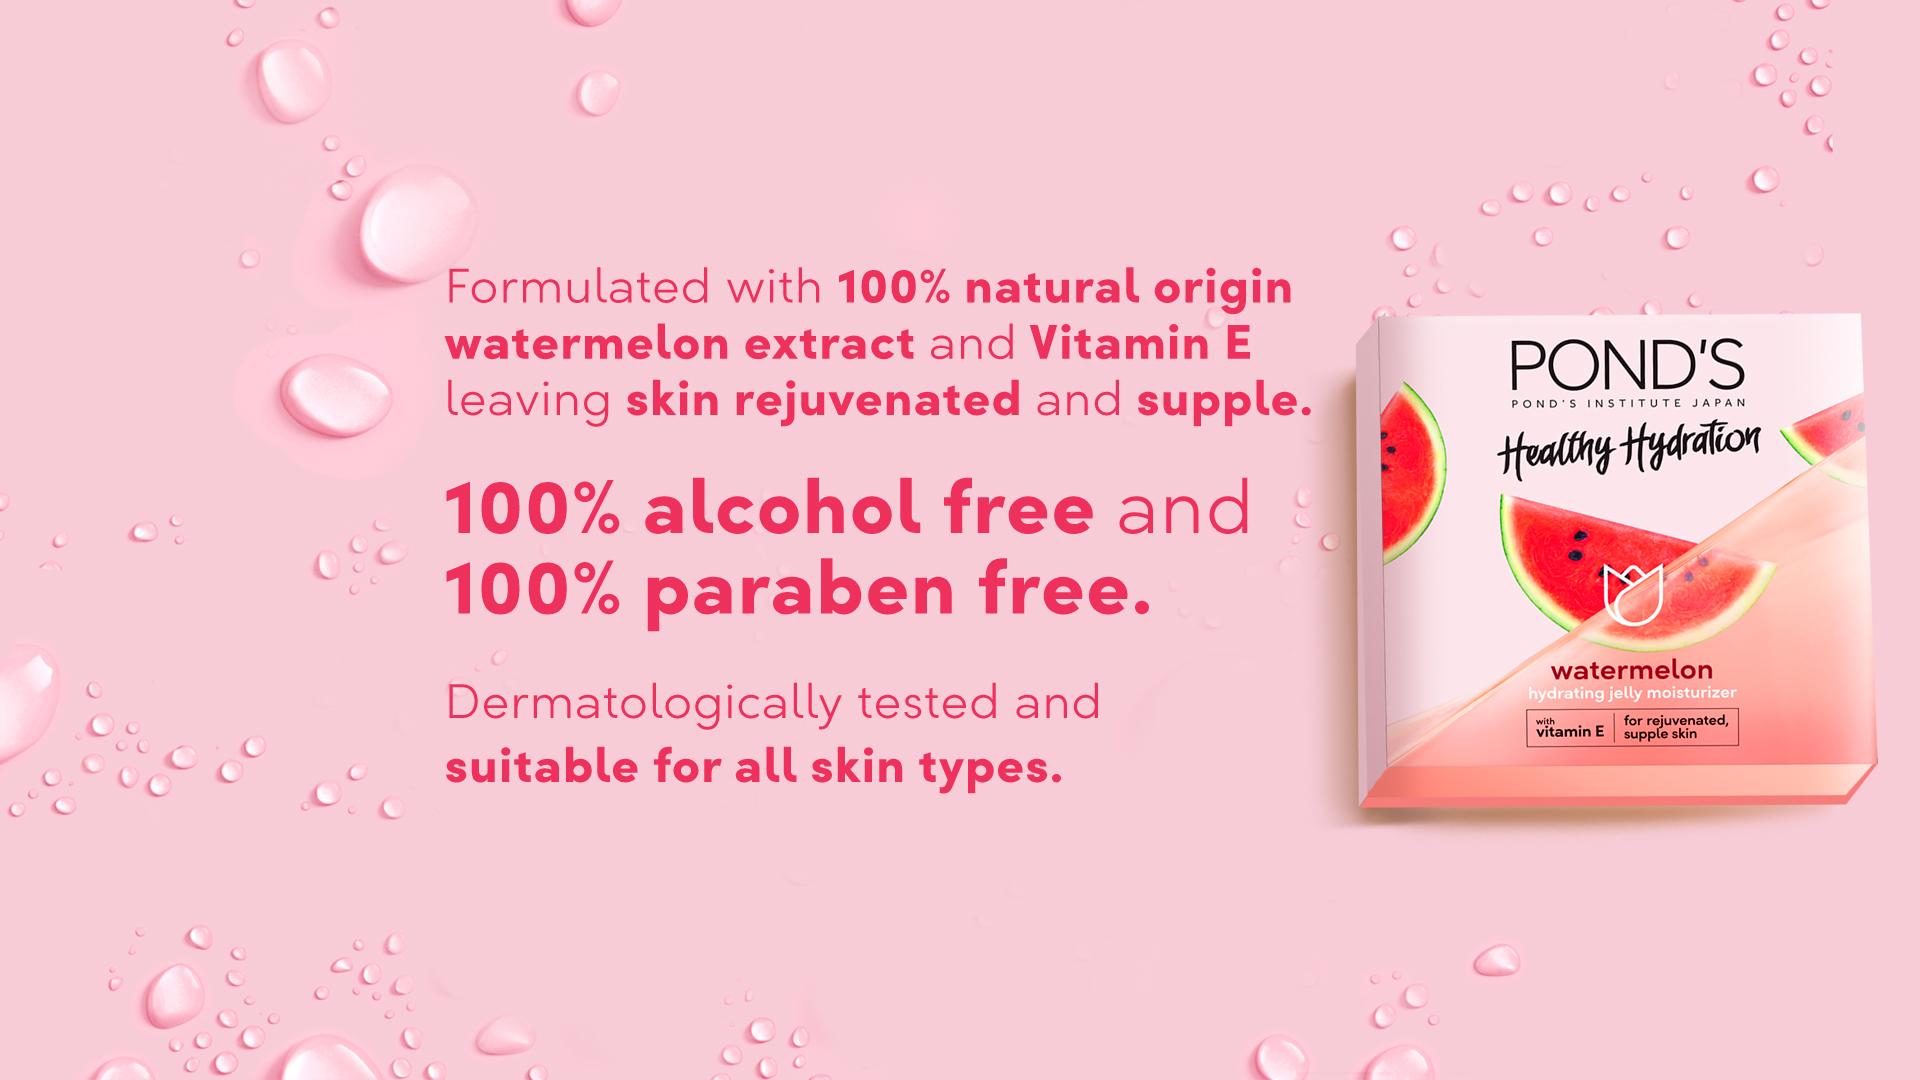 Formulated with 100% natural origin
watermelon extract and Vitamin E
leaving skin rejuvenated and supple.
100% alcohol free and
100% paraben free.
Dermatologically tested and
suitable for all skin types.
POND'S
POND'S INSTITUTE JAPAN
Healthy Hydration
watermelon
hydrating jelly moisturizer
with
vitamin E
for rejuvenated,
supple skin